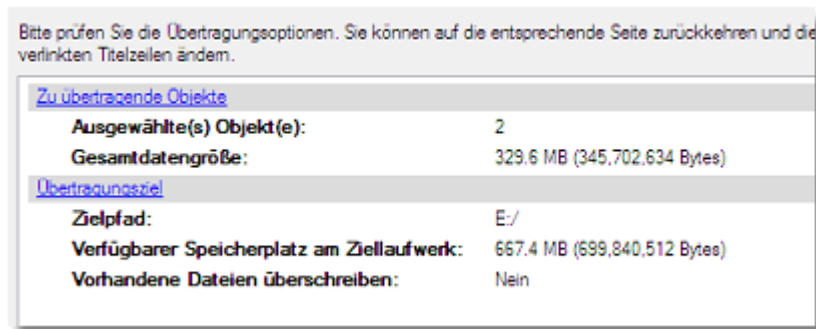 Bitte prüfen Sie die Übertragungsoptionen. Sie können auf die entsprechende Seite zurückkehren und die
verlinkten Titelzeilen ändern.
Zu übertragende Objekte
Ausgewählte(s) Objekt(e): 2
Gesamtdatengröße: 329.6 MB (345,702,634 Bytes)
Übertragungsziel
Zielpfad: E:/
Verfügbarer Speicherplatz am Ziellaufwerk: 667.4 MB (699,840,512 Bytes)
Vorhandene Dateien überschreiben: Nein